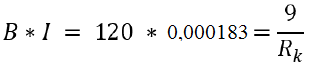 B * I = 120 * 0,000183 = 9 / R_k